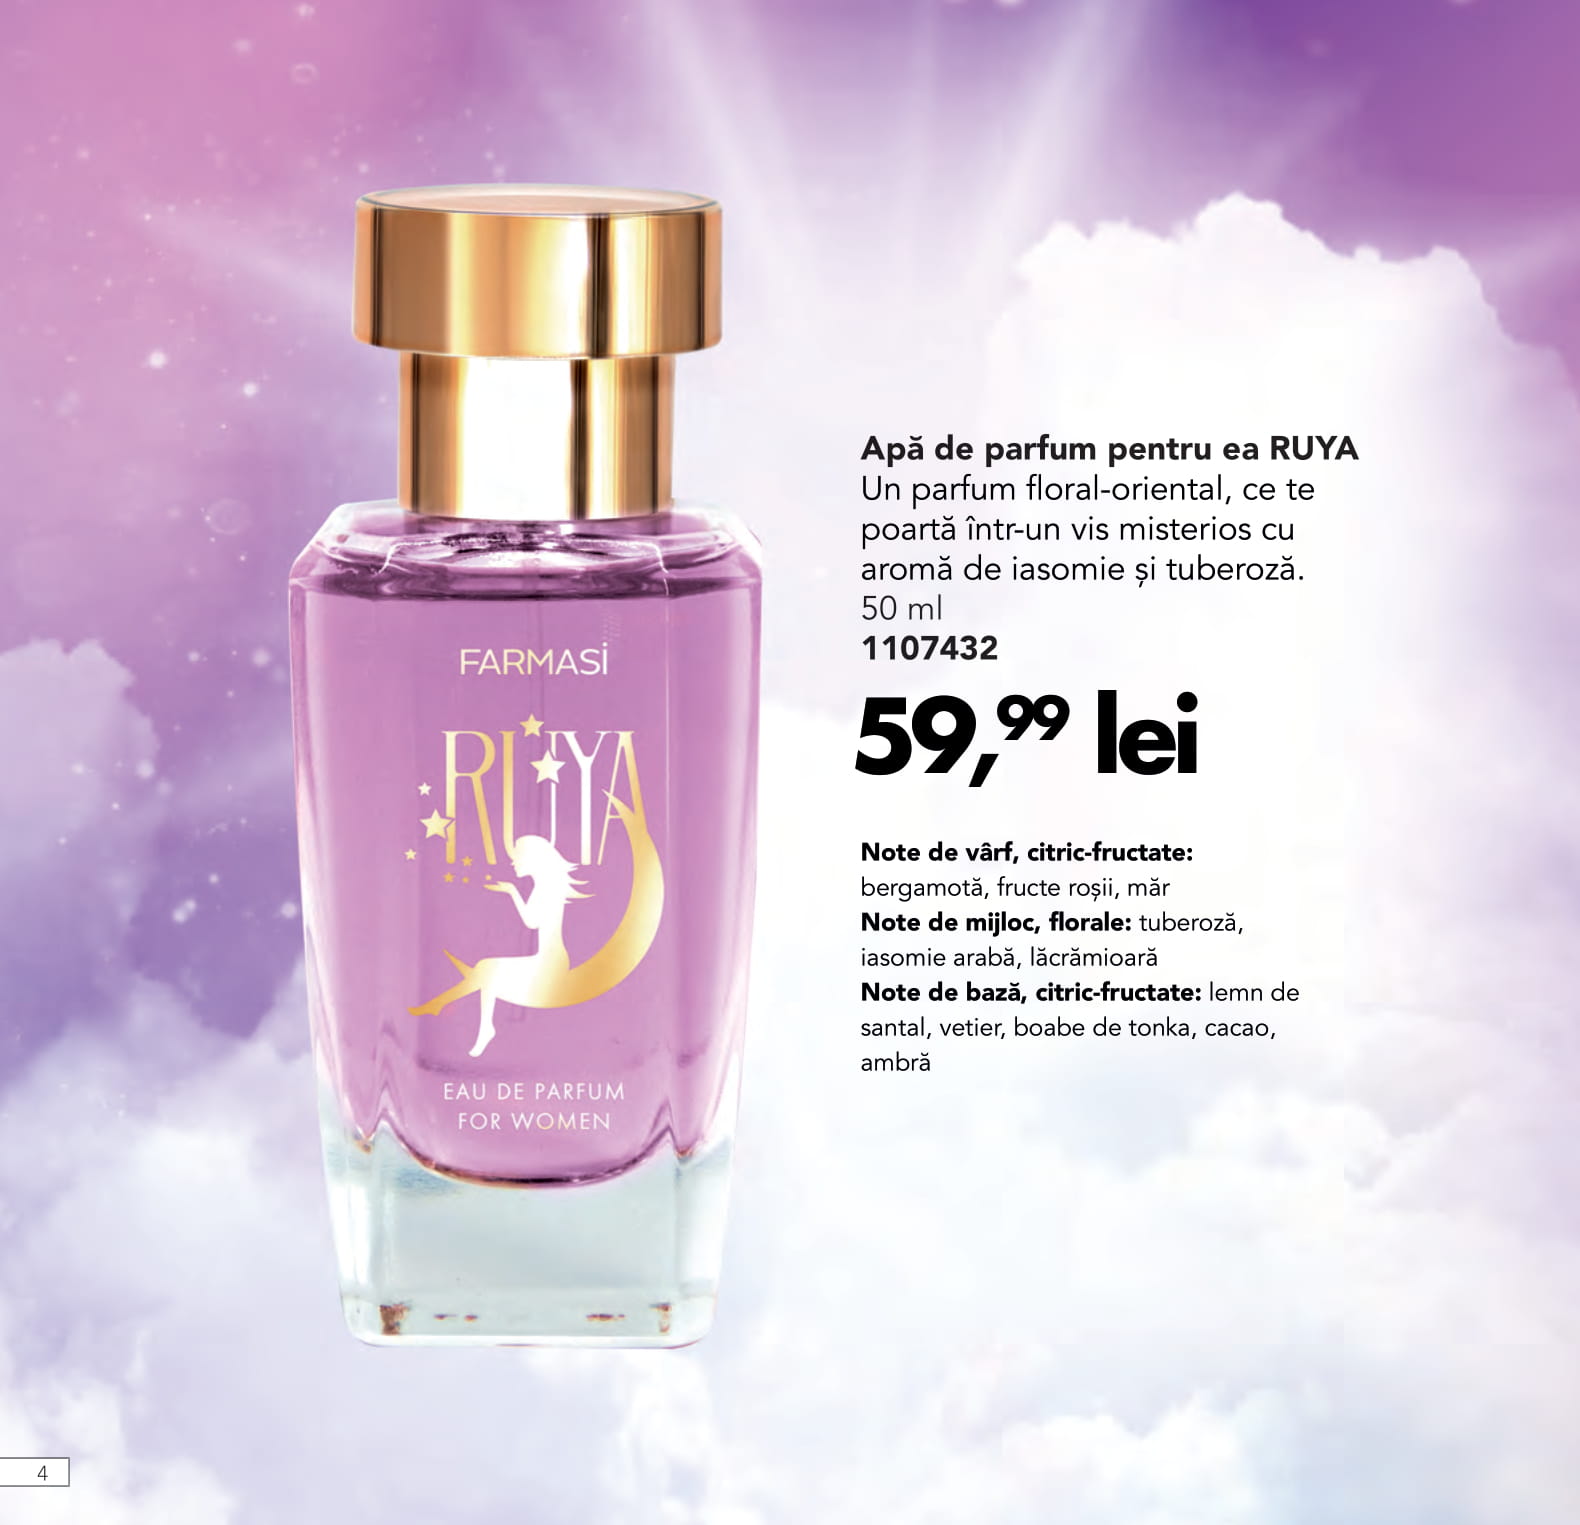 FARMASi
RUYA
EAU DE PARFUM
FOR WOMEN
Apă de parfum pentru ea RUYA
Un parfum floral-oriental, ce te
poartă într-un vis misterios cu
aromă de iasomie și tuberoză.
50 ml
1107432
59,99 lei
Note de vârf, citric-fructate:
bergamotă, fructe roșii, măr
Note de mijloc, florale: tuberoză,
iasomie arabă, lăcrămioară
Note de bază, citric-fructate: lemn de
santal, vetier, boabe de tonka, cacao,
ambră
4